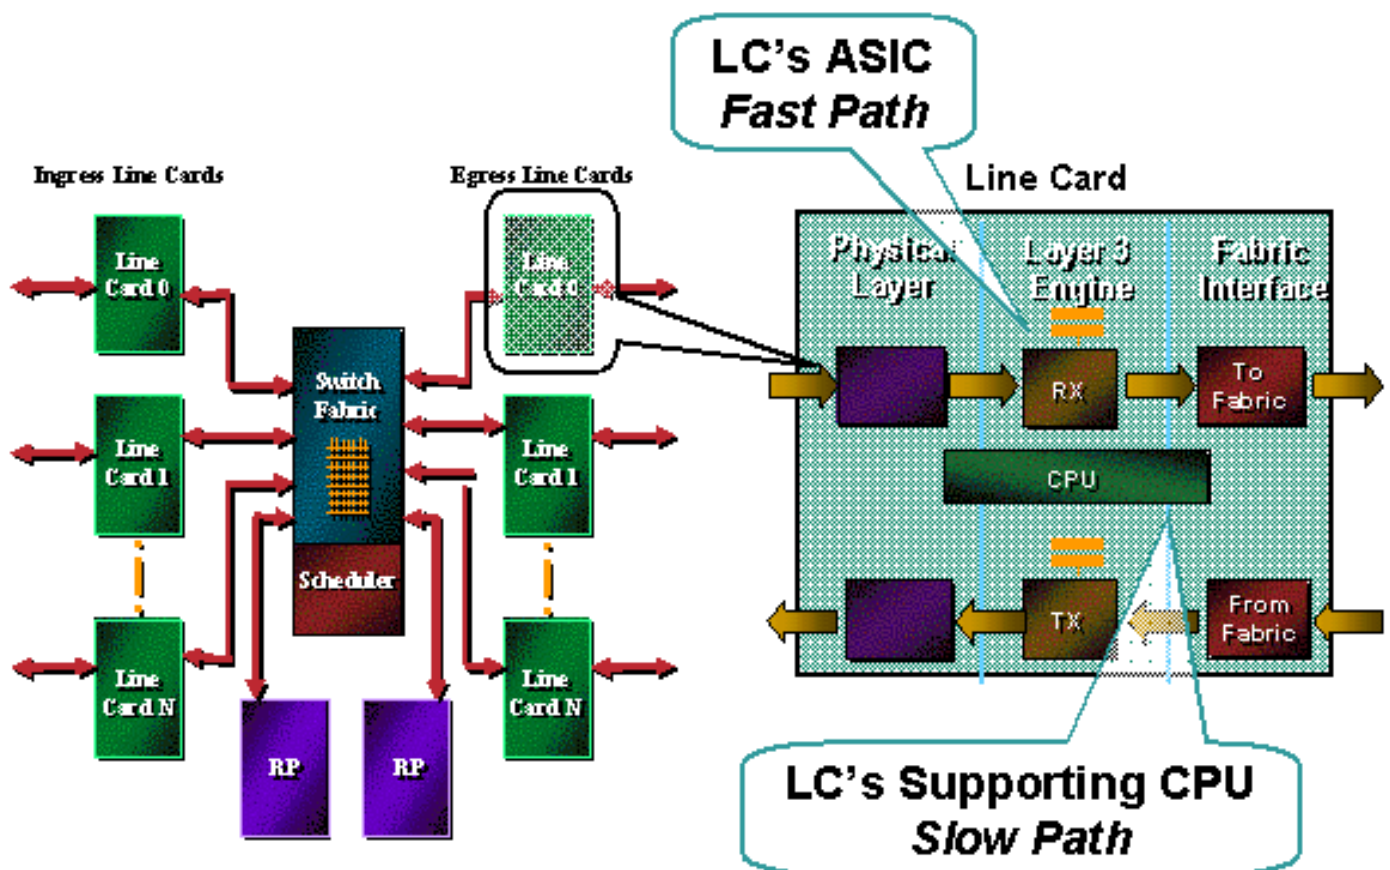 LC's ASIC
Fast Path
Ingress Line Cards
Egress Line Cards
Line
Card 0
Line
Card 1
Line
Card N
Switch
Fabric
Scheduler
RP
RP
Line
Card 0
Line
Card 1
Line
Card N
Line Card
Physical
Layer
Layer 3
Engine
Fabric
Interface
RX
To
Fabric
CPU
TX
From
Fabric
LC's Supporting CPU
Slow Path